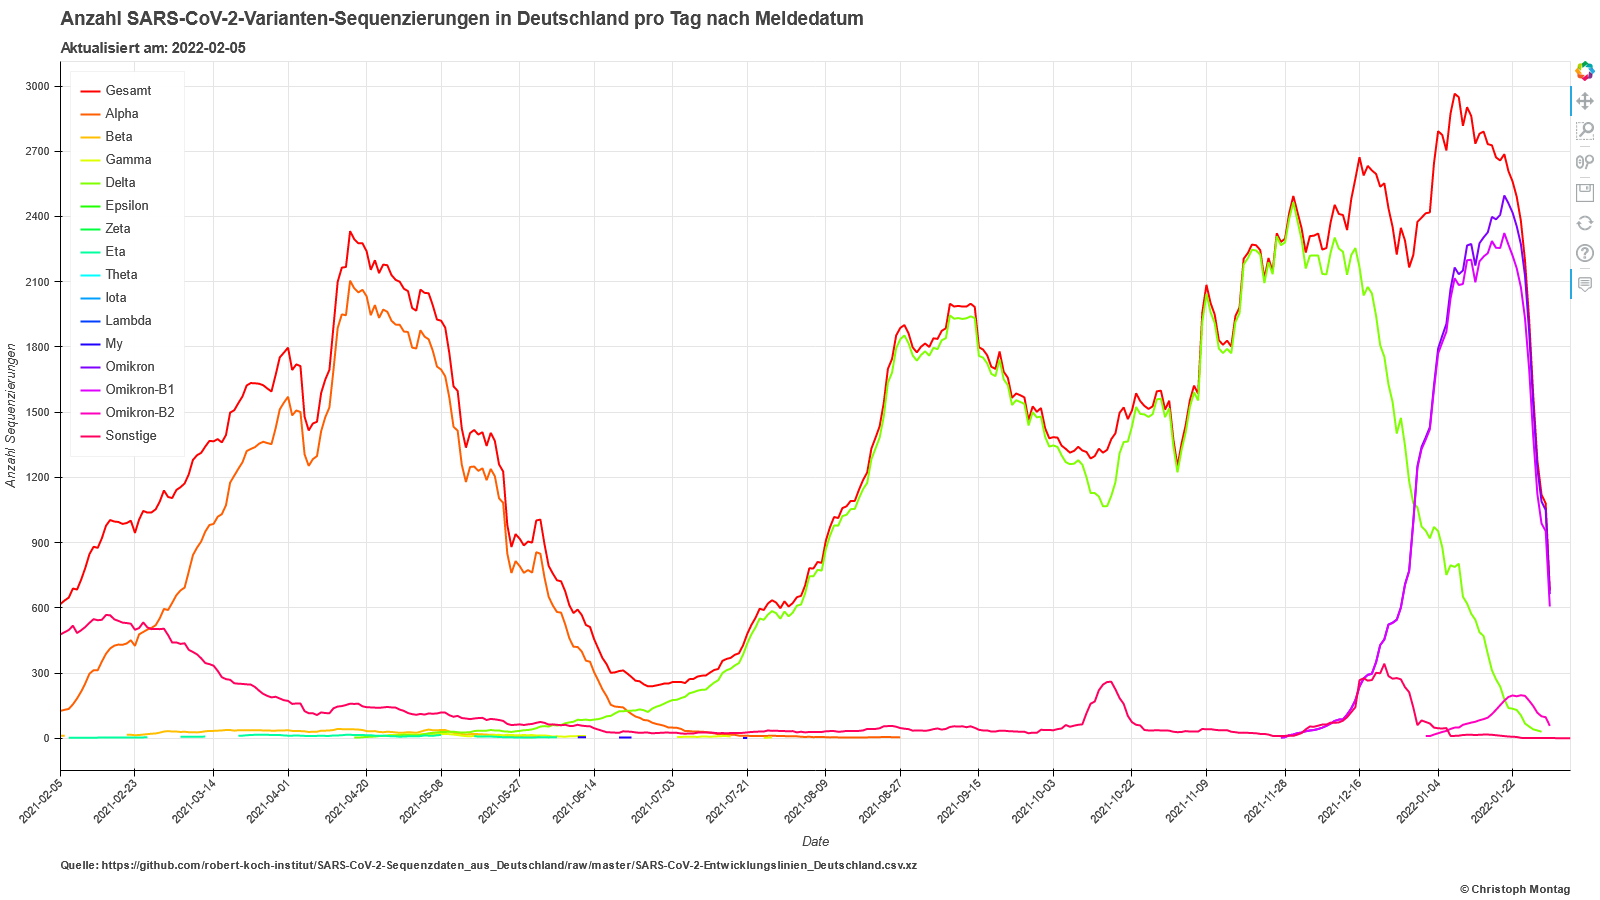 Anzahl SARS-CoV-2-Varianten-Sequenzierungen in Deutschland pro Tag nach Meldedatum
Aktualisiert am: 2022-02-05
Gesamt
Alpha
Beta
Gamma
Delta
Epsilon
Zeta
Eta
Theta
Iota
Lambda
My
Omikron
Omikron-B1
Omikron-B2
Sonstige
Anzahl Sequenzierungen
3000
2700
2400
2100
1800
1500
1200
900
600
300
0
2021-02-05
2021-02-23
2021-03-14
2021-04-01
2021-04-20
2021-05-08
2021-05-27
2021-06-14
2021-07-03
2021-07-21
2021-08-09
2021-08-27
2021-09-15
2021-10-03
2021-10-22
2021-11-09
2021-11-28
2021-12-16
2022-01-04
2022-01-22
Date
Quelle: https://github.com/robert-koch-institut/SARS-CoV-2-Sequenzdaten_aus_Deutschland/raw/master/SARS-CoV-2-Entwicklungslinien_Deutschland.csv.xz
© Christoph Montag